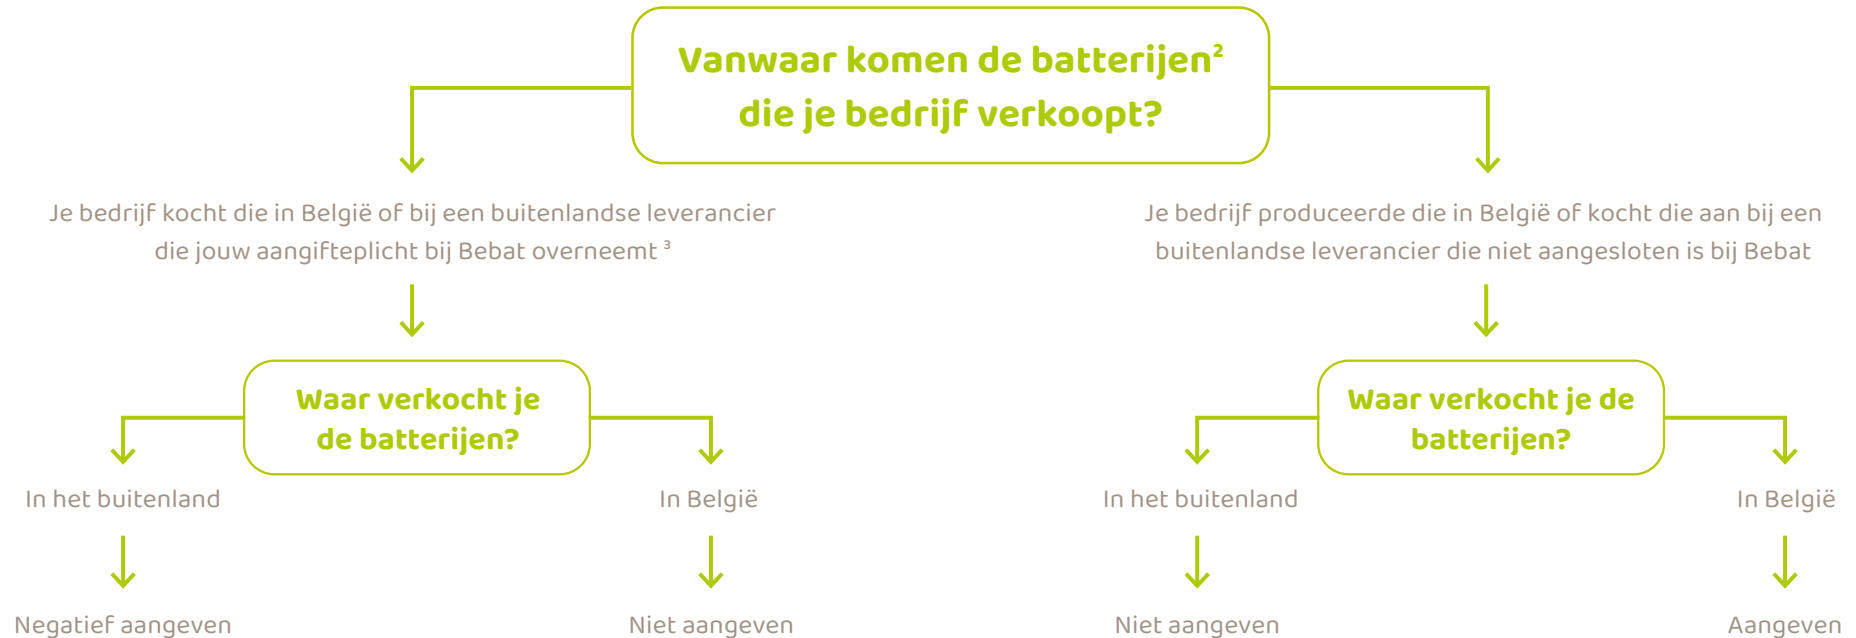 Vanwaar komen de batterijen²
die je bedrijf verkoopt?
Je bedrijf kocht die in België of bij een buitenlandse leverancier
die jouw aangifteplicht bij Bebat overneemt ³
Je bedrijf produceerde die in België of kocht die aan bij een
buitenlandse leverancier die niet aangesloten is bij Bebat
Waar verkocht je
de batterijen?
Waar verkocht je de
batterijen?
In het buitenland
In België
In het buitenland
In België
Negatief aangeven
Niet aangeven
Niet aangeven
Aangeven